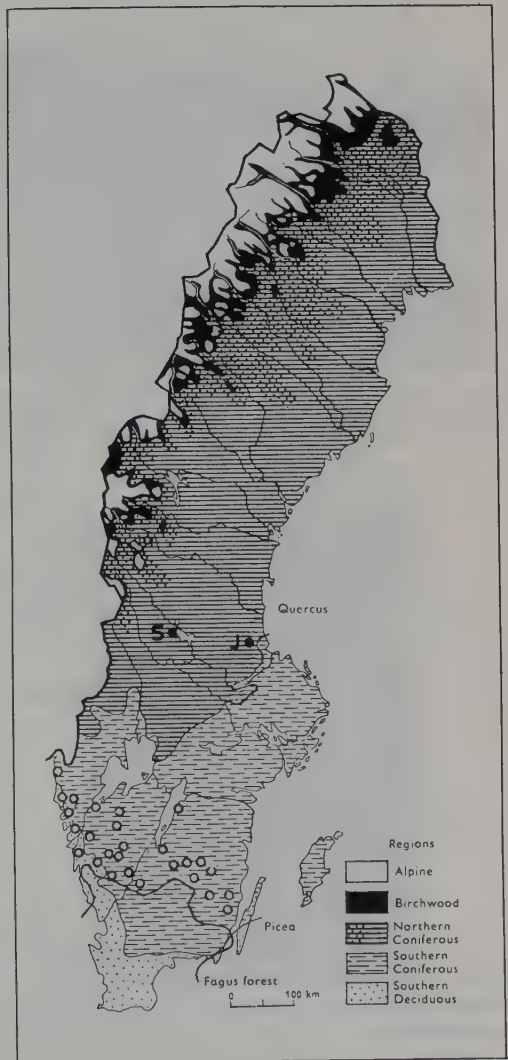 Quercus
S
J
Regions
Alpine
Birchwood
Northern
Coniferous
Southern
Coniferous
Southern
Deciduous
Picea
Fagus forest
0 100 km